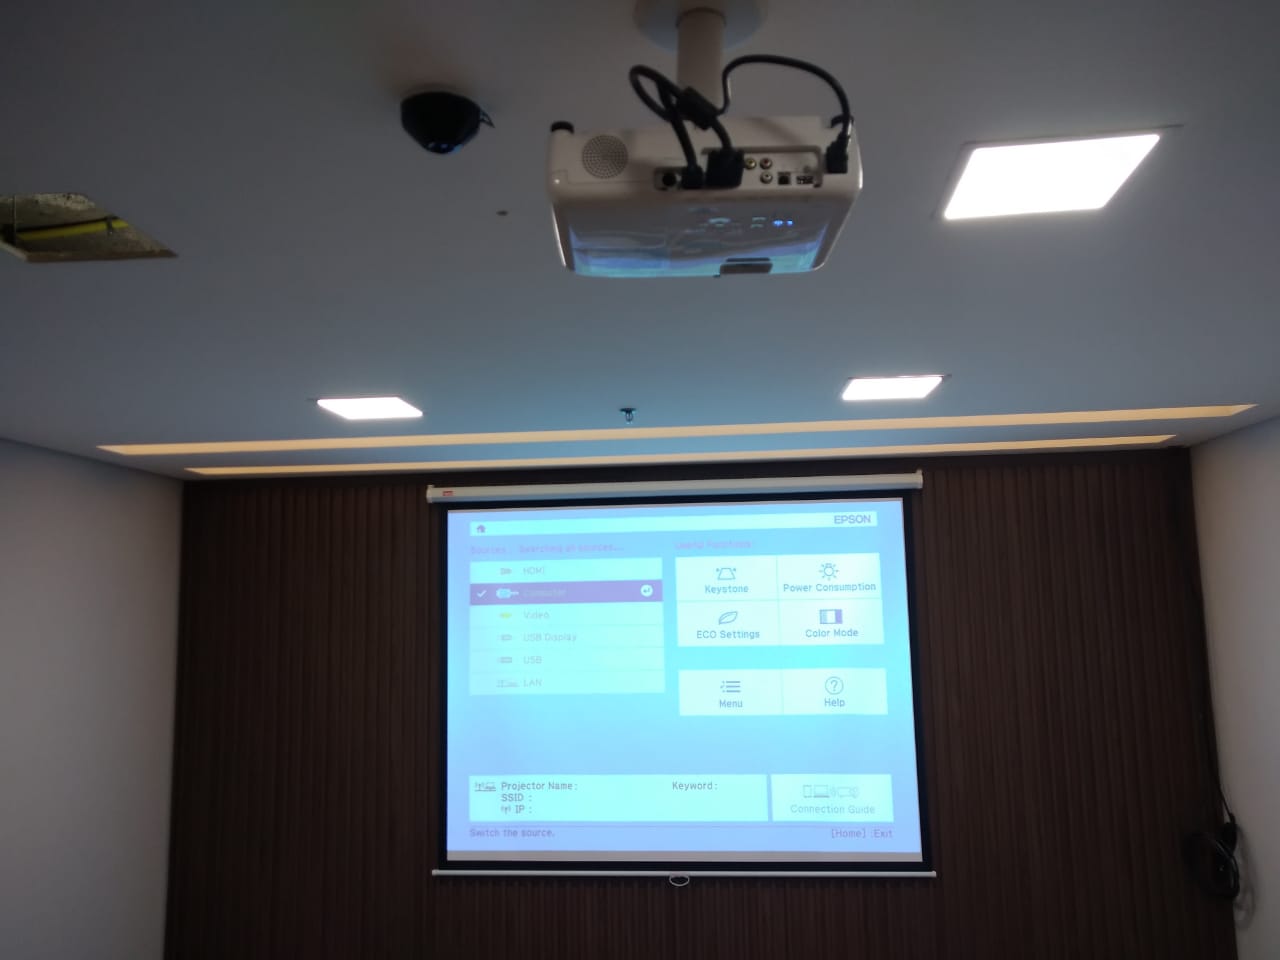 EPSON
Sources : Searching all sources...
HDMI
Computer
Video
USB Display
USB
LAN
Useful Functions :
Keystone
Power Consumption
ECO Settings
Color Mode
Menu
Help
Projector Name :
Keyword :
SSID :
IP :
Connection Guide
Switch the source.
[Home] :Exit